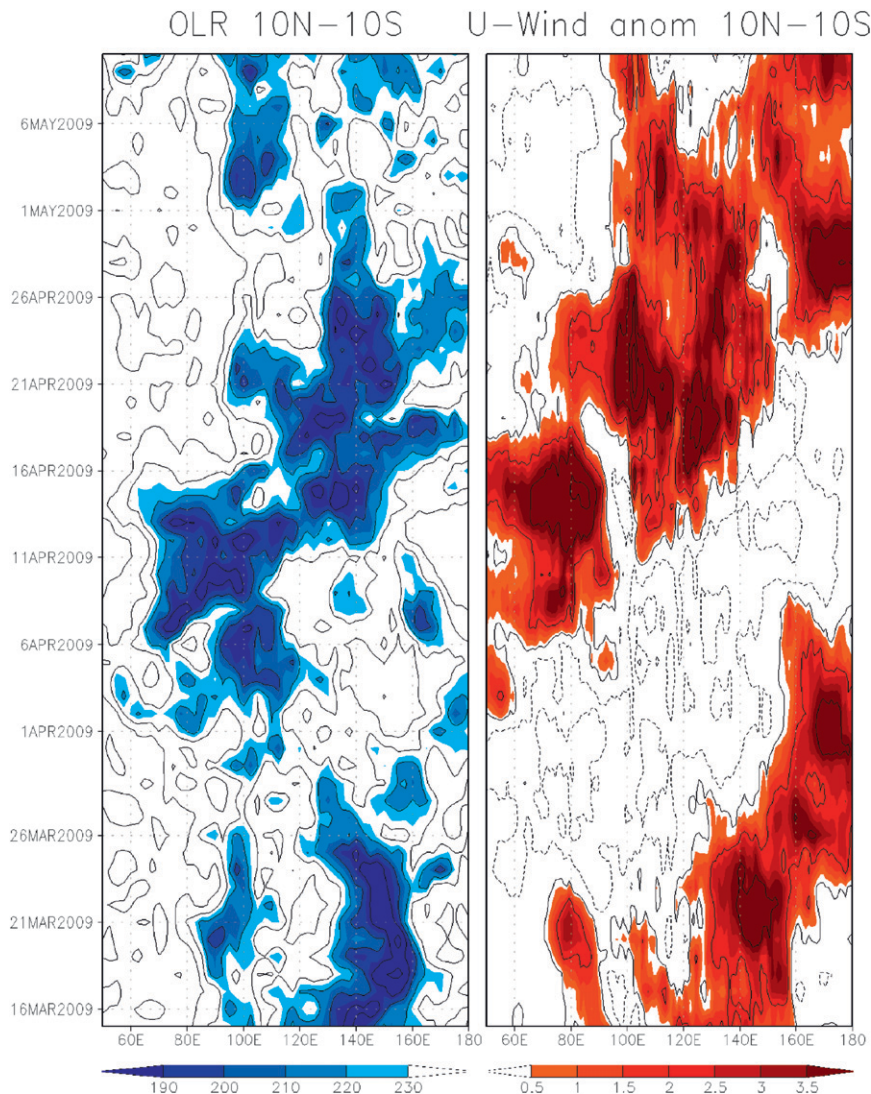 OLR 10N-10S
U-Wind anom 10N-10S
6MAY2009
1MAY2009
26APR2009
21APR2009
16APR2009
11APR2009
6APR2009
1APR2009
26MAR2009
21MAR2009
16MAR2009
60E 80E 100E 120E 140E 160E 180
60E 80E 100E 120E 140E 160E 180
190 200 210 220 230
0.5 1 1.5 2 2.5 3 3.5